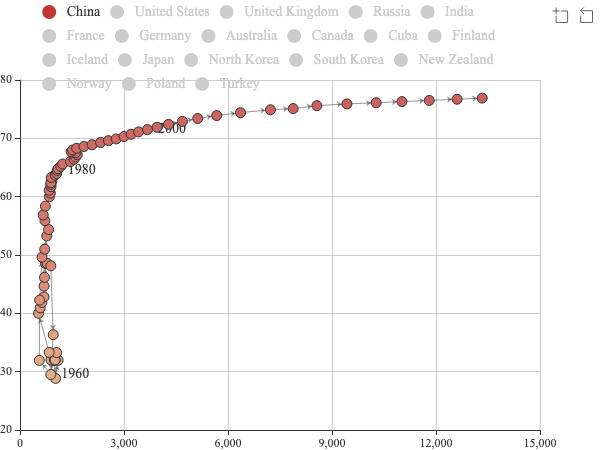 China United States United Kingdom Russia India
France Germany Australia Canada Cuba Finland
Iceland Japan North Korea South Korea New Zealand
Norway Poland Turkey
80
2000
70
1980
60
50
40
30
1960
20
0 3,000 6,000 9,000 12,000 15,000